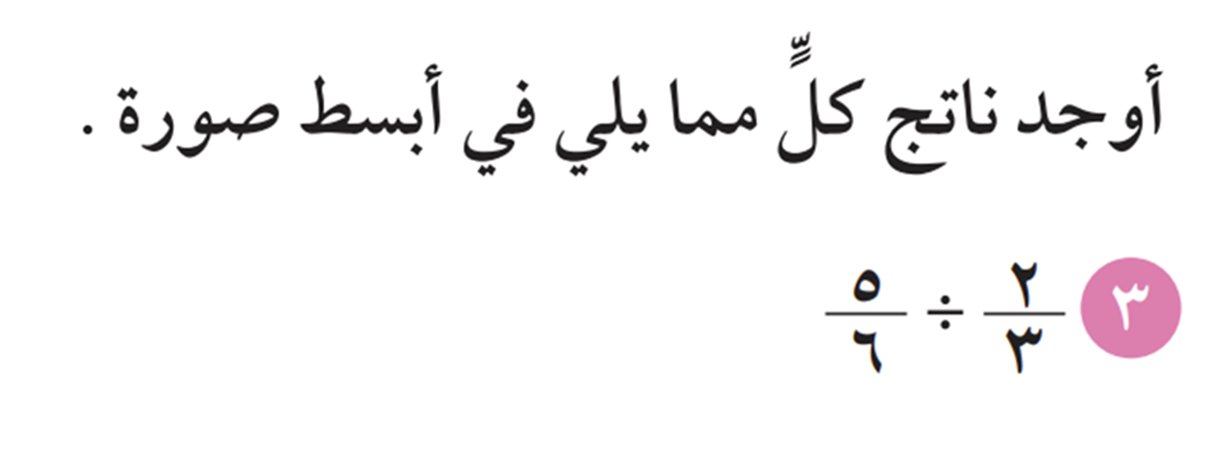 أوجد ناتج كلٍّ مما يلي في أبسط صورة .
٣ ٢/٣ ÷ ٥/٦